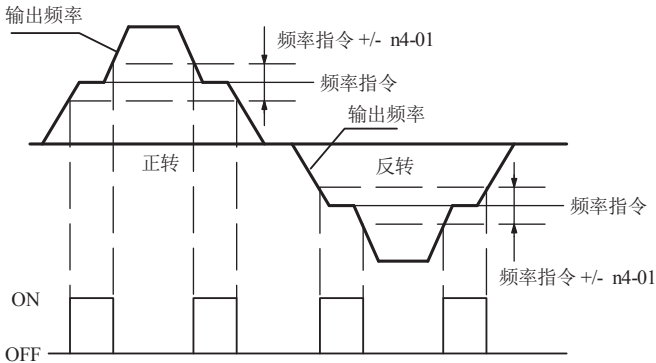 输出频率
频率指令 +/- n4-01
频率指令
输出频率
正转
反转
频率指令
频率指令 +/- n4-01
ON
OFF